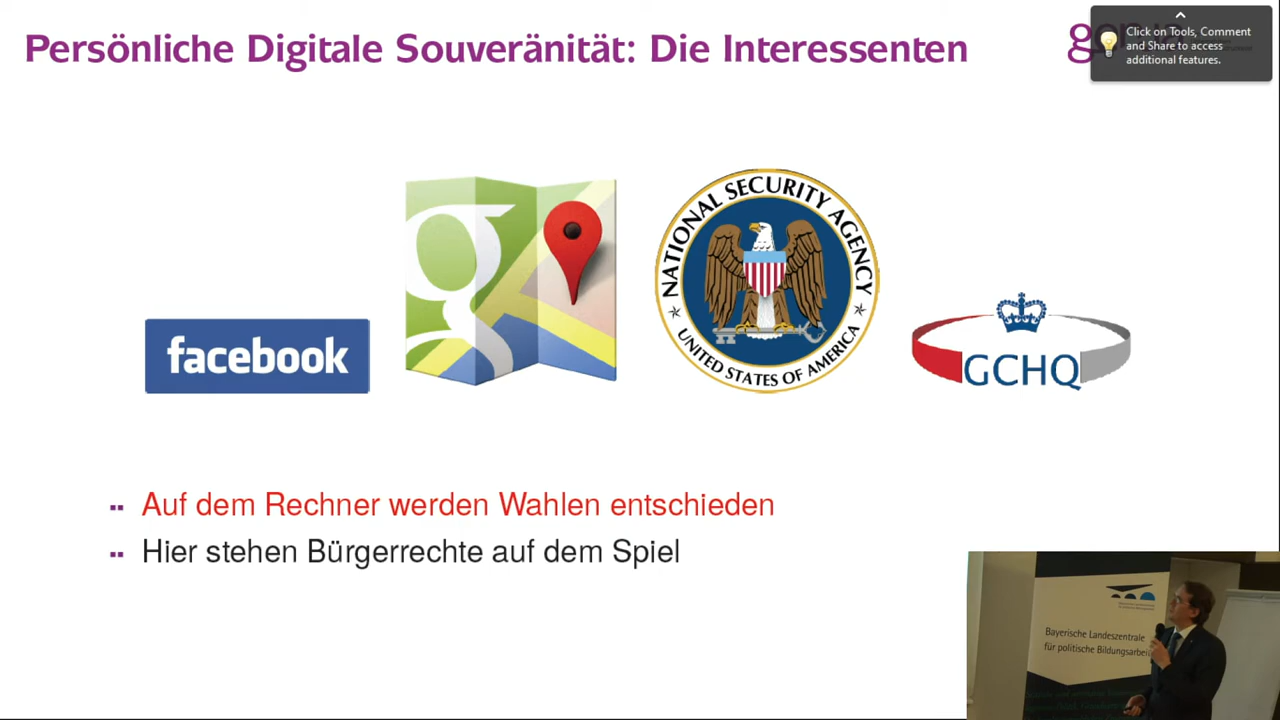 Persönliche Digitale Souveränität: Die Interessenten
Click on Tools, Comment
and Share to access
additional features.
NATIONAL SECURITY AGENCY
UNITED STATES OF AMERICA
facebook
GCHQ
Auf dem Rechner werden Wahlen entschieden
Hier stehen Bürgerrechte auf dem Spiel
Bayerische Landeszentrale
für politische Bildungsarbeit